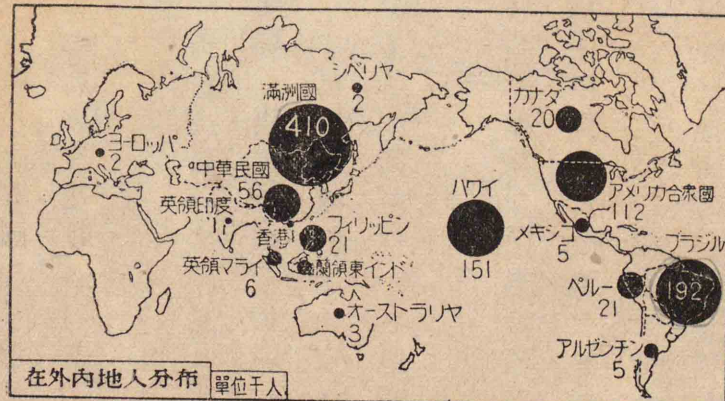 シベリヤ
2
満洲國
410
ヨーロッパ
2
中華民國
56
英領印度
1
香港1
フィリッピン
21
英領マライ
6
蘭領東インド
オーストラリヤ
3
ハワイ
151
カナダ
20
アメリカ合衆國
112
メキシコ
5
ブラジル
192
ペルー
21
アルゼンチン
5
在外内地人分布
單位千人